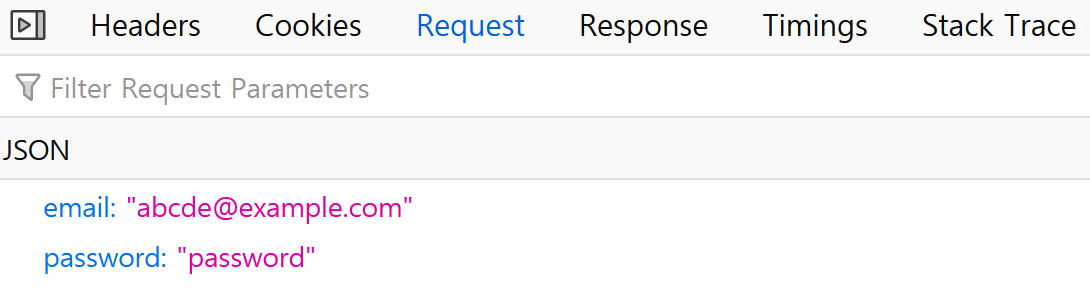 Headers Cookies Request Response Timings Stack Trace
Filter Request Parameters
JSON
email: "abcde@example.com"
password: "password"